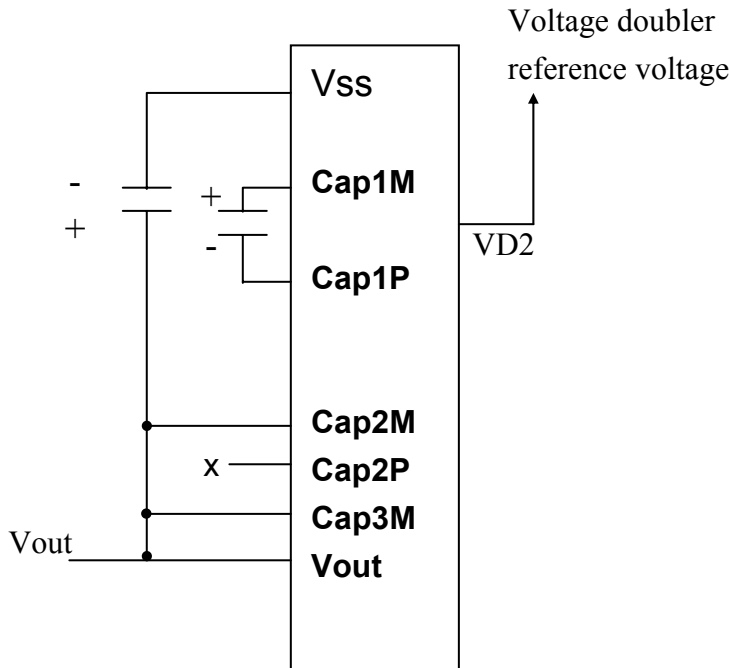 Voltage doubler
reference voltage
Vss
-
+
Cap1M
+
-
Cap1P
VD2
Cap2M
x
Cap2P
Cap3M
Vout
Vout